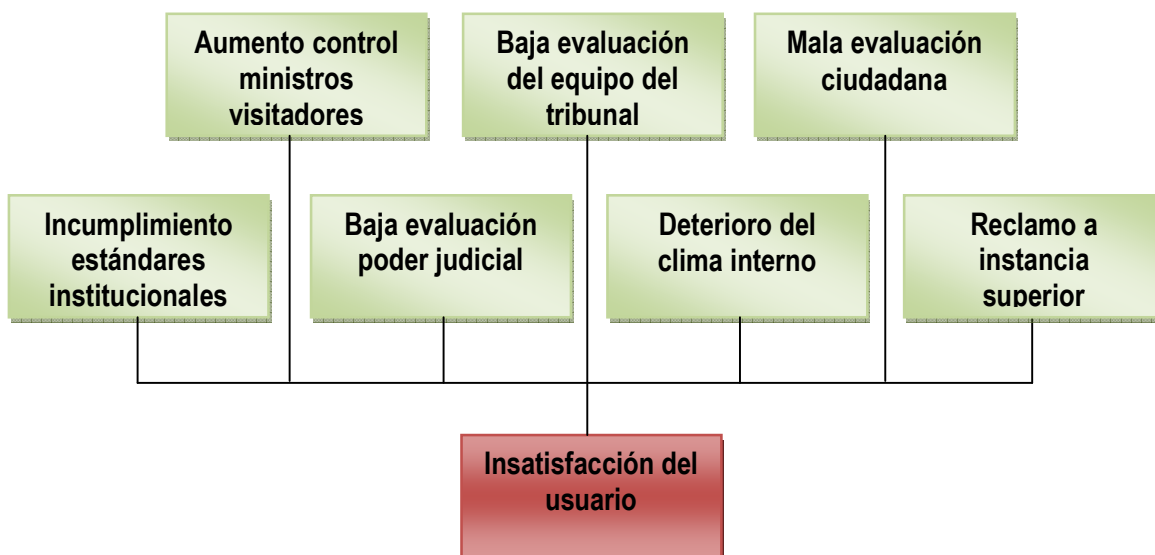 Aumento control
ministros
visitadores
Baja evaluación
del equipo del
tribunal
Mala evaluación
ciudadana
Incumplimiento
estándares
institucionales
Baja evaluación
poder judicial
Deterioro del
clima interno
Reclamo a
instancia
superior
Insatisfacción del
usuario